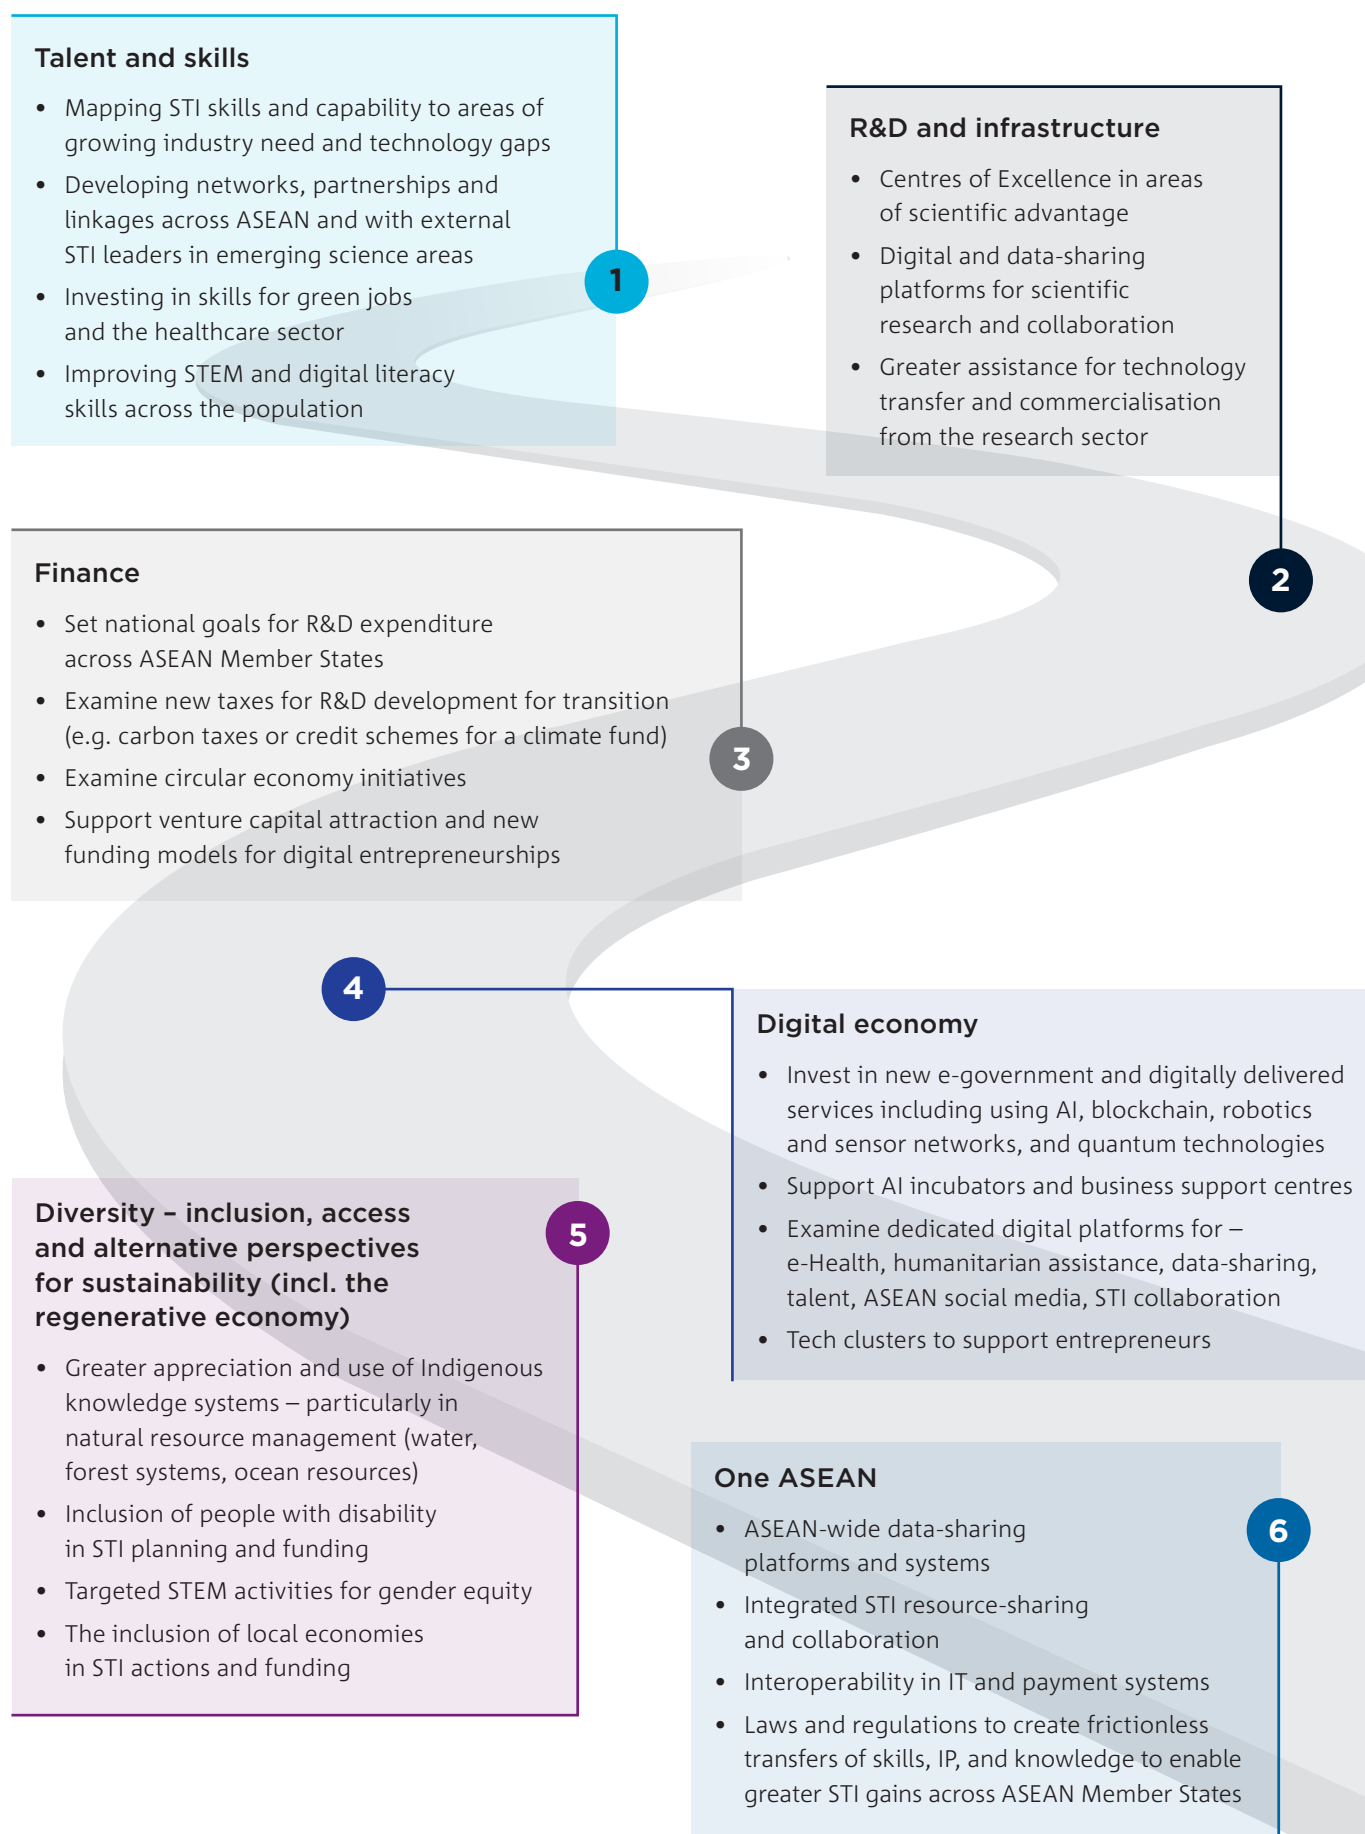 Talent and skills
• Mapping STI skills and capability to areas of
growing industry need and technology gaps
• Developing networks, partnerships and
linkages across ASEAN and with external
STI leaders in emerging science areas
• Investing in skills for green jobs
and the healthcare sector
• Improving STEM and digital literacy
skills across the population
1
R&D and infrastructure
• Centres of Excellence in areas
of scientific advantage
• Digital and data-sharing
platforms for scientific
research and collaboration
• Greater assistance for technology
transfer and commercialisation
from the research sector
2
Finance
• Set national goals for R&D expenditure
across ASEAN Member States
• Examine new taxes for R&D development for transition
(e.g. carbon taxes or credit schemes for a climate fund)
• Examine circular economy initiatives
• Support venture capital attraction and new
funding models for digital entrepreneurships
3
4
Digital economy
• Invest in new e-government and digitally delivered
services including using AI, blockchain, robotics
and sensor networks, and quantum technologies
• Support AI incubators and business support centres
• Examine dedicated digital platforms for –
e-Health, humanitarian assistance, data-sharing,
talent, ASEAN social media, STI collaboration
• Tech clusters to support entrepreneurs
Diversity – inclusion, access
and alternative perspectives
for sustainability (incl. the
regenerative economy)
• Greater appreciation and use of Indigenous
knowledge systems – particularly in
natural resource management (water,
forest systems, ocean resources)
• Inclusion of people with disability
in STI planning and funding
• Targeted STEM activities for gender equity
• The inclusion of local economies
in STI actions and funding
5
One ASEAN
• ASEAN-wide data-sharing
platforms and systems
• Integrated STI resource-sharing
and collaboration
• Interoperability in IT and payment systems
• Laws and regulations to create frictionless
transfers of skills, IP, and knowledge to enable
greater STI gains across ASEAN Member States
6